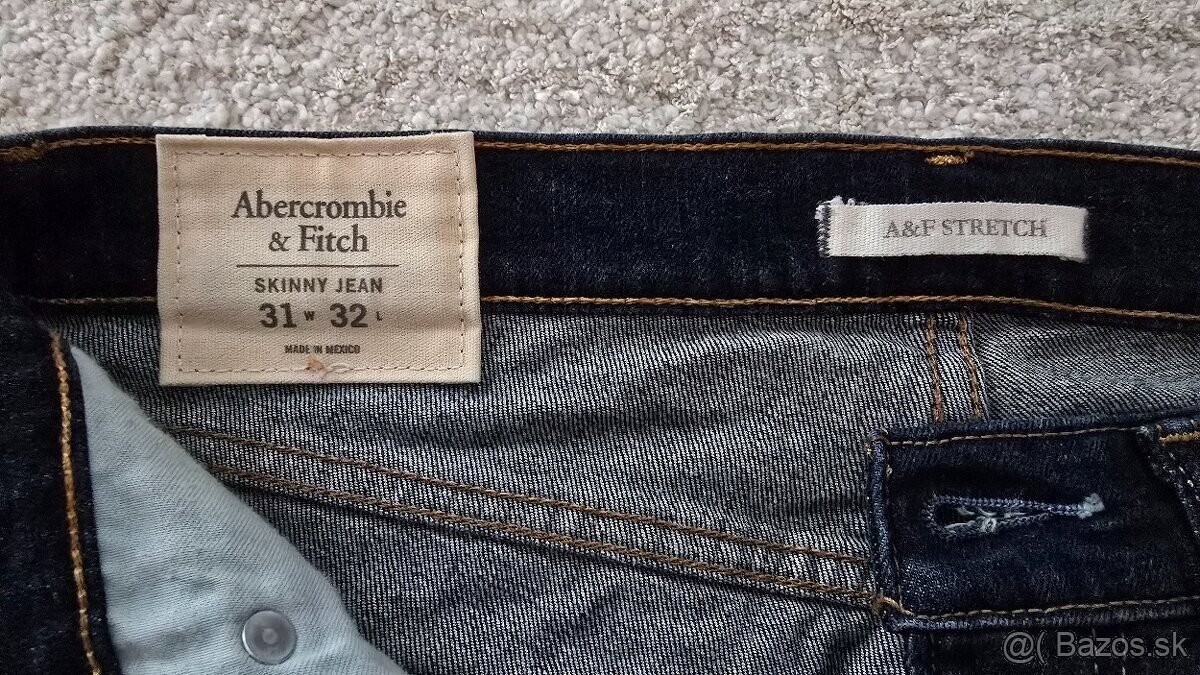 Abercrombie
& Fitch
SKINNY JEAN
31 W 32 L
MADE IN MEXICO
A&F STRETCH
@( Bazos.sk